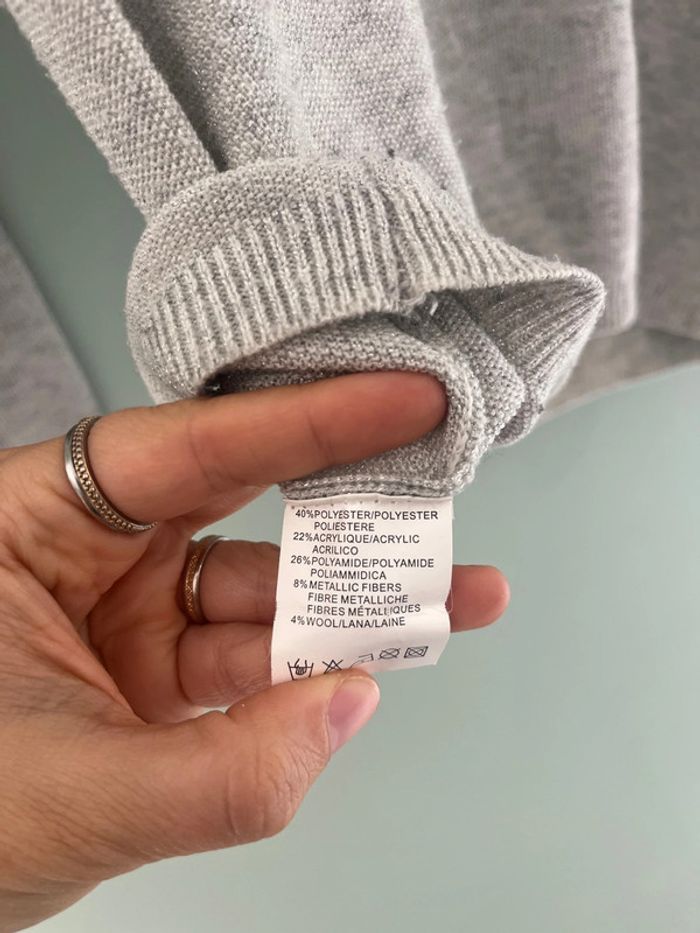 40%POLYESTER/POLYESTER
POLIESTERE
22%ACRYLIQUE/ACRYLIC
ACRILICO
26%POLYAMIDE/POLYAMIDE
POLIAMMIDICA
8%METALLIC FIBERS
FIBRE METALLICHE
FIBRES MÉTALLIQUES
4%WOOL/LANA/LAINE